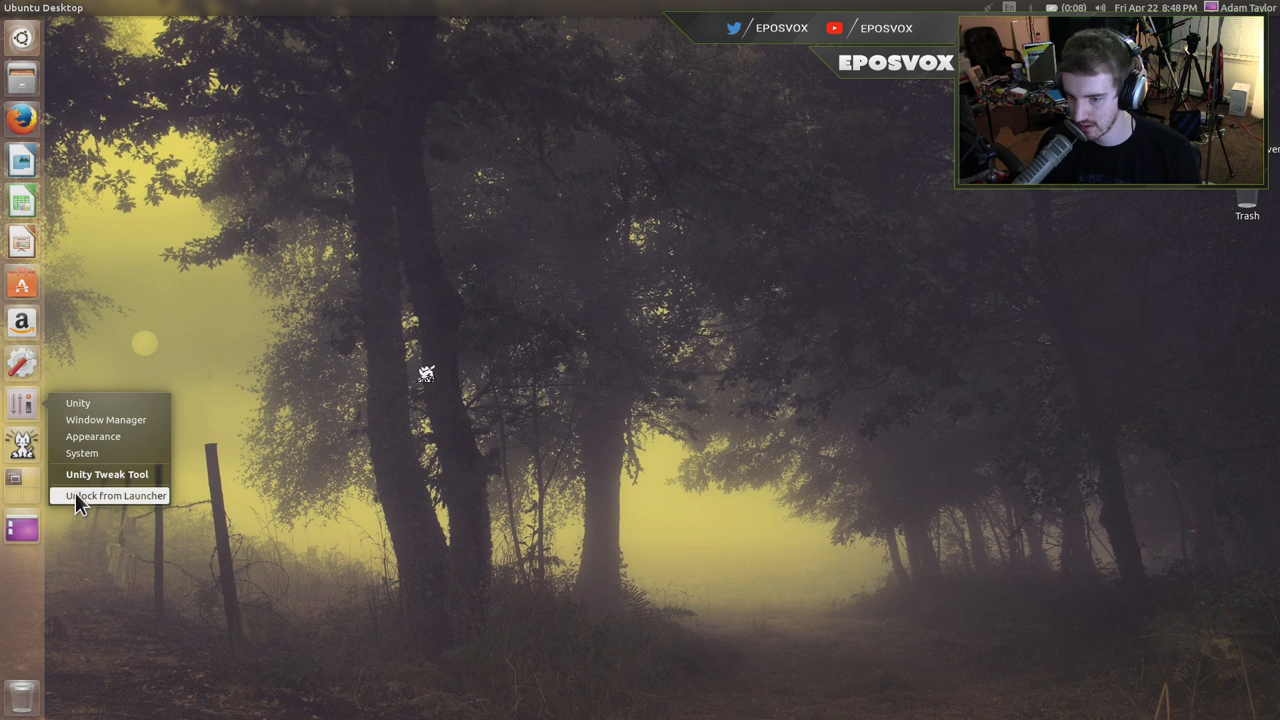 Ubuntu Desktop
En
(0:08)
Fri Apr 22 8:48 PM
Adam Taylor
EPOSVOX
EPOSVOX
EPOSVOX
Trash
a
Unity
Window Manager
Appearance
System
Unity Tweak Tool
Unlock from Launcher